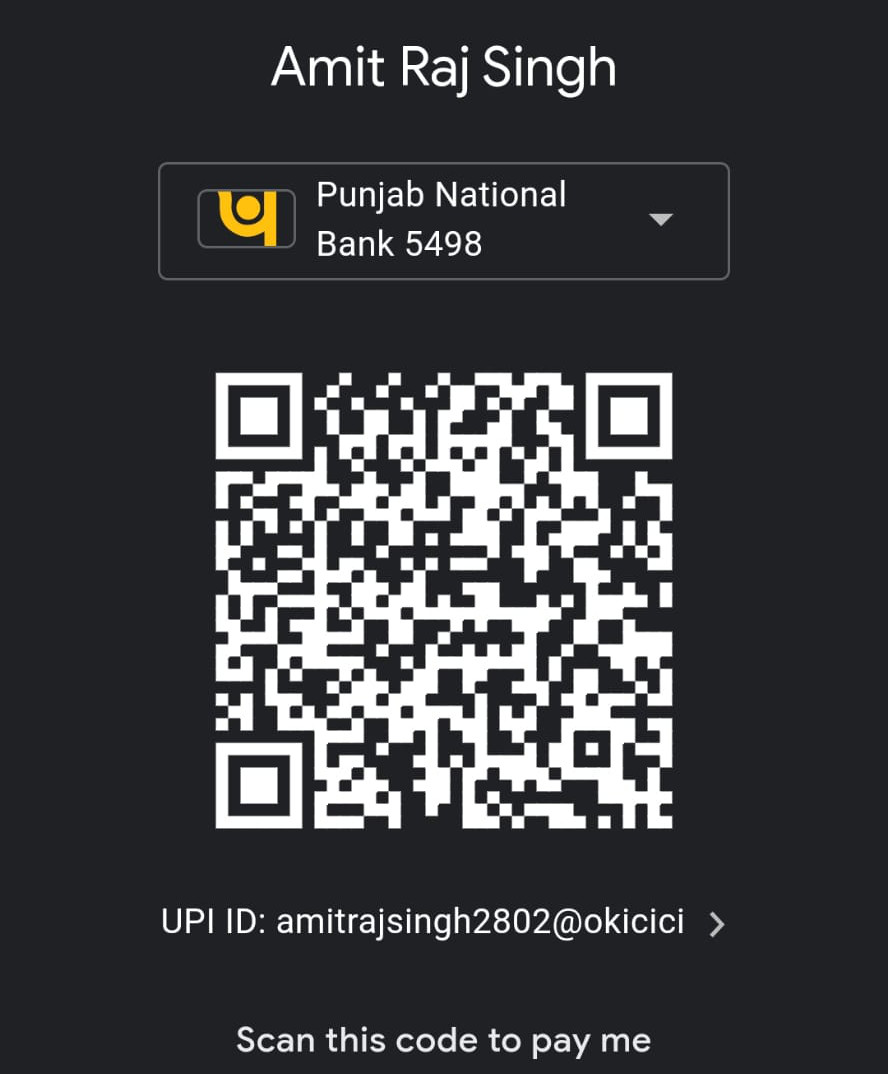 Amit Raj Singh
Punjab National
Bank 5498
UPI ID: amitrajsingh2802@okicici
Scan this code to pay me